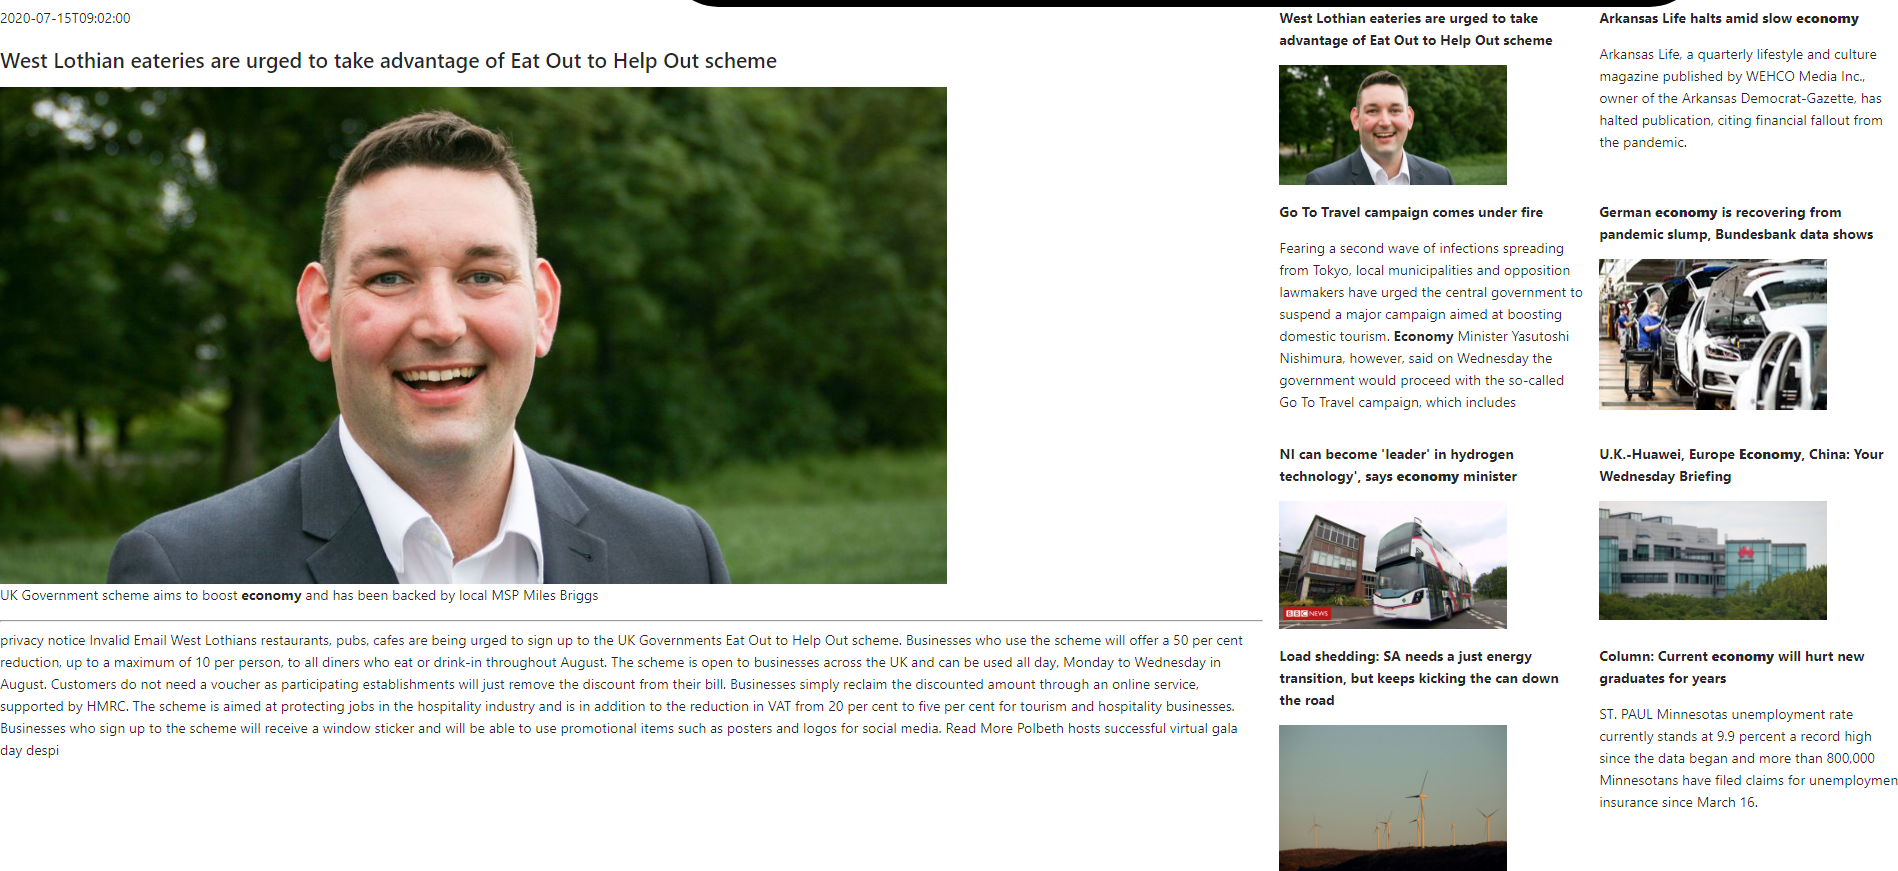 2020-07-15T09:02:00
West Lothian eateries are urged to take advantage of Eat Out to Help Out scheme
UK Government scheme aims to boost economy and has been backed by local MSP Miles Briggs
privacy notice Invalid Email West Lothians restaurants, pubs, cafes are being urged to sign up to the UK Governments Eat Out to Help Out scheme. Businesses who use the scheme will offer a 50 per cent
reduction, up to a maximum of 10 per person, to all diners who eat or drink-in throughout August. The scheme is open to businesses across the UK and can be used all day, Monday to Wednesday in
August. Customers do not need a voucher as participating establishments will just remove the discount from their bill. Businesses simply reclaim the discounted amount through an online service,
supported by HMRC. The scheme is aimed at protecting jobs in the hospitality industry and is in addition to the reduction in VAT from 20 per cent to five per cent for tourism and hospitality businesses.
Businesses who sign up to the scheme will receive a window sticker and will be able to use promotional items such as posters and logos for social media. Read More Polbeth hosts successful virtual gala
day despi
West Lothian eateries are urged to take
advantage of Eat Out to Help Out scheme
Go To Travel campaign comes under fire
Fearing a second wave of infections spreading
from Tokyo, local municipalities and opposition
lawmakers have urged the central government to
suspend a major campaign aimed at boosting
domestic tourism. Economy Minister Yasutoshi
Nishimura, however, said on Wednesday the
government would proceed with the so-called
Go To Travel campaign, which includes
NI can become 'leader' in hydrogen
technology', says economy minister
BBC NEWS
Load shedding: SA needs a just energy
transition, but keeps kicking the can down
the road
Arkansas Life halts amid slow economy
Arkansas Life, a quarterly lifestyle and culture
magazine published by WEHCO Media Inc.,
owner of the Arkansas Democrat-Gazette, has
halted publication, citing financial fallout from
the pandemic.
German economy is recovering from
pandemic slump, Bundesbank data shows
U.K.-Huawei, Europe Economy, China: Your
Wednesday Briefing
Column: Current economy will hurt new
graduates for years
ST. PAUL Minnesotas unemployment rate
currently stands at 9.9 percent a record high
since the data began and more than 800,000
Minnesotans have filed claims for unemploymen
insurance since March 16.